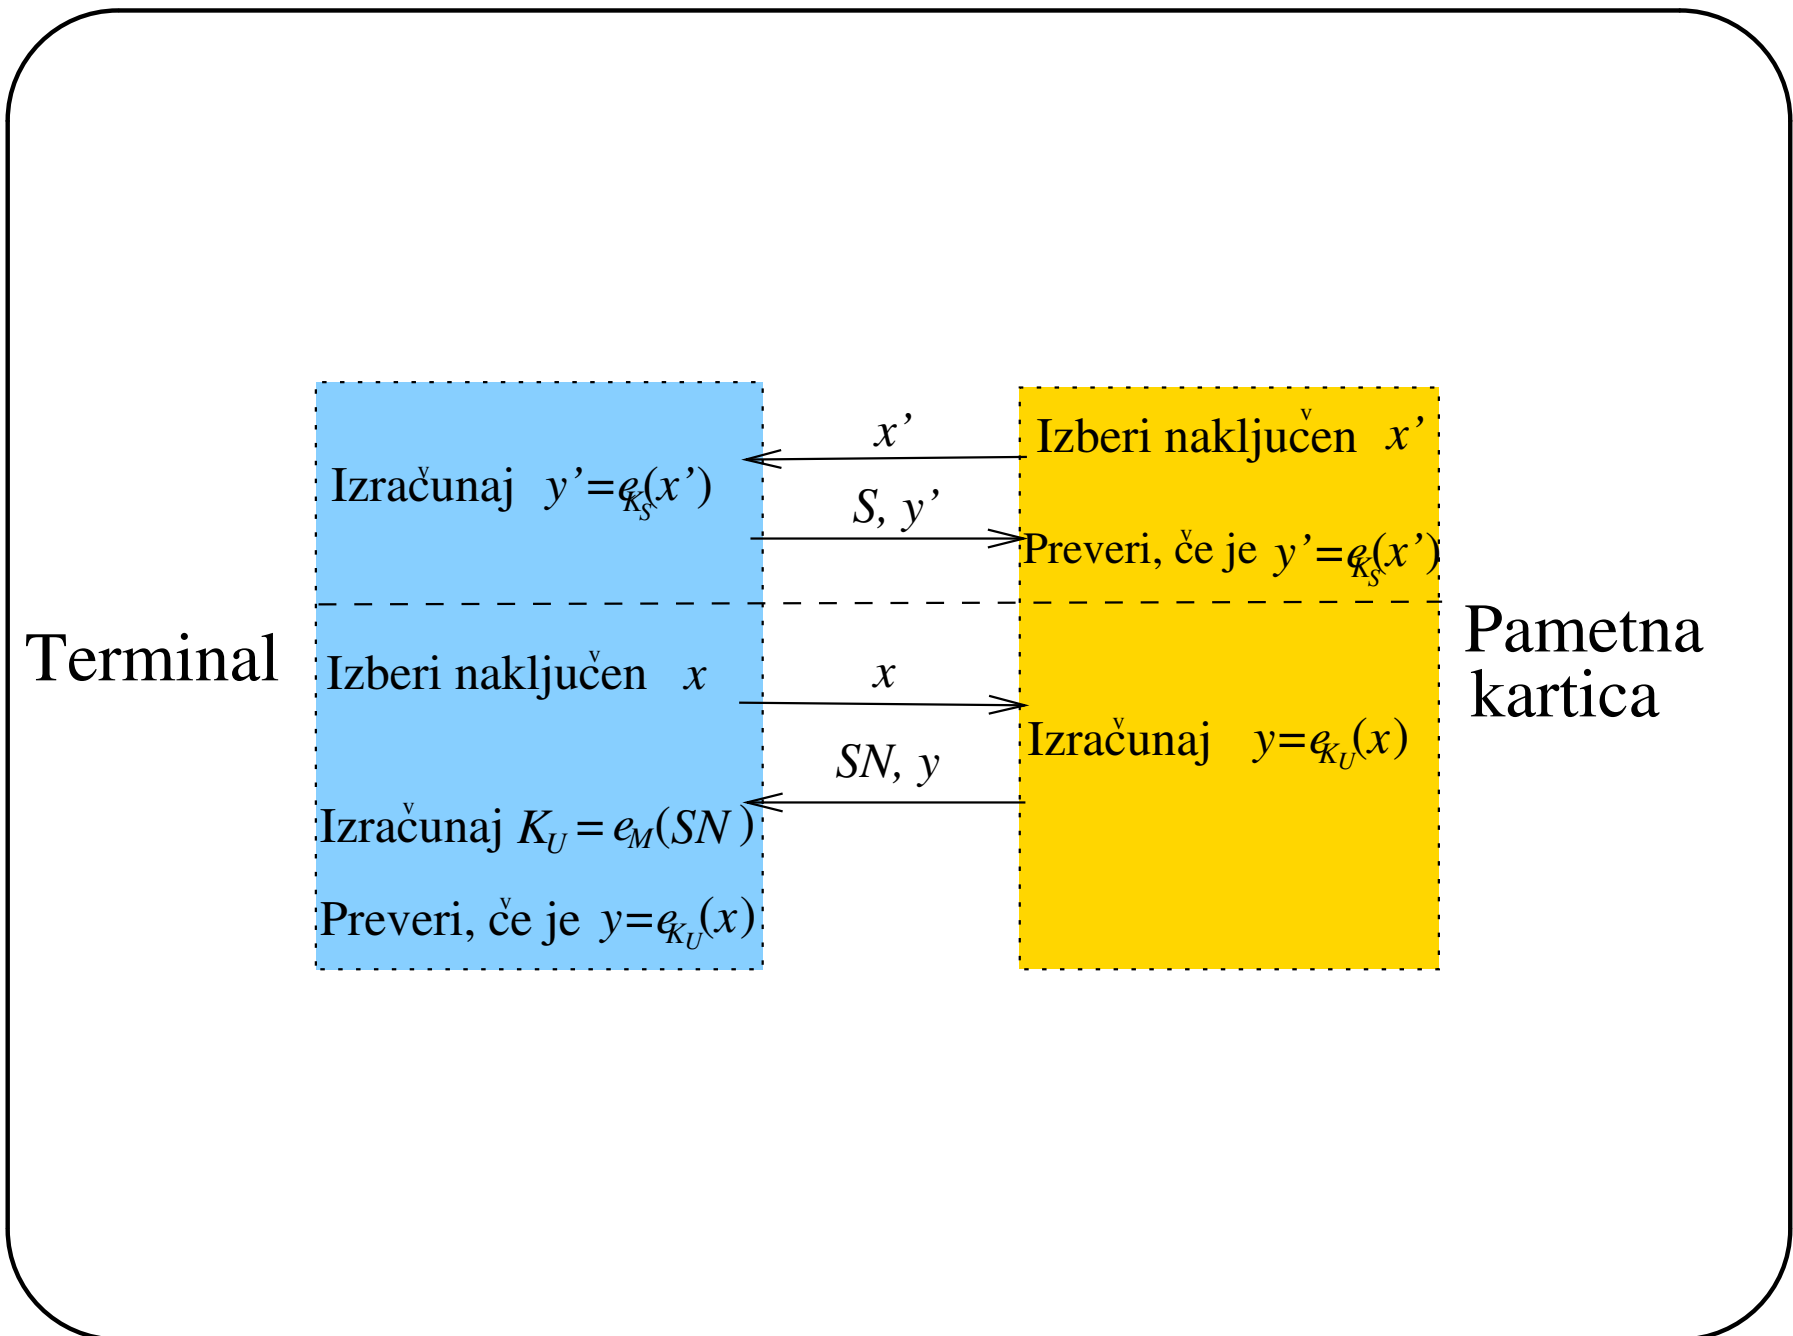 Terminal
Izračunaj y’=e_{K_S}(x’)
Izberi naključen x
Izračunaj K_U = e_M(SN)
Preveri, če je y=e_{K_U}(x)
x’
S, y’
x
SN, y
Izberi naključen x’
Preveri, če je y’=e_{K_S}(x’)
Izračunaj y=e_{K_U}(x)
Pametna
kartica